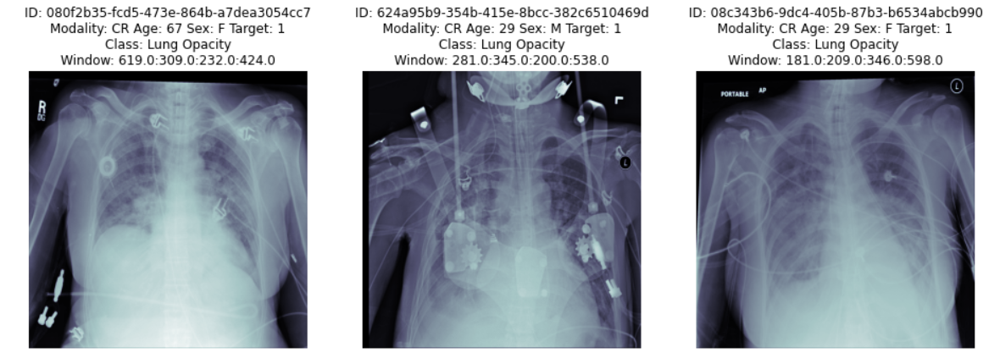 ID: 080f2b35-fcd5-473e-864b-a7dea3054cc7
Modality: CR Age: 67 Sex: F Target: 1
Class: Lung Opacity
Window: 619.0:309.0:232.0:424.0
R
ID: 624a95b9-354b-415e-8bcc-382c6510469d
Modality: CR Age: 29 Sex: M Target: 1
Class: Lung Opacity
Window: 281.0:345.0:200.0:538.0
L
ID: 08c343b6-9dc4-405b-87b3-b6534abcb990
Modality: CR Age: 29 Sex: F Target: 1
Class: Lung Opacity
Window: 181.0:209.0:346.0:598.0
PORTABLE AP
L